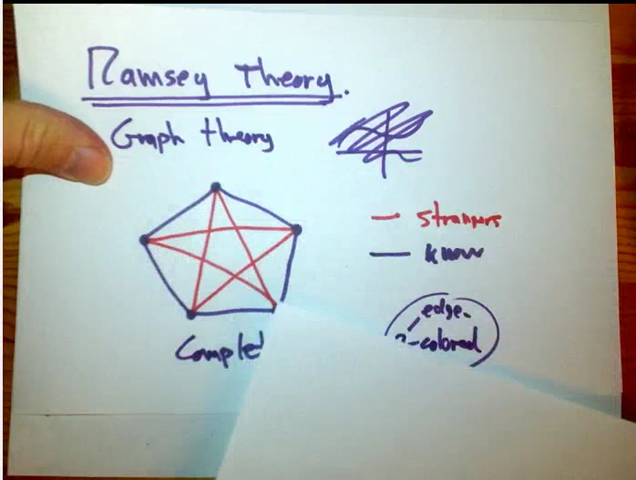 Ramsey Theory.
Graph theory
strangers
know
edge-
colored